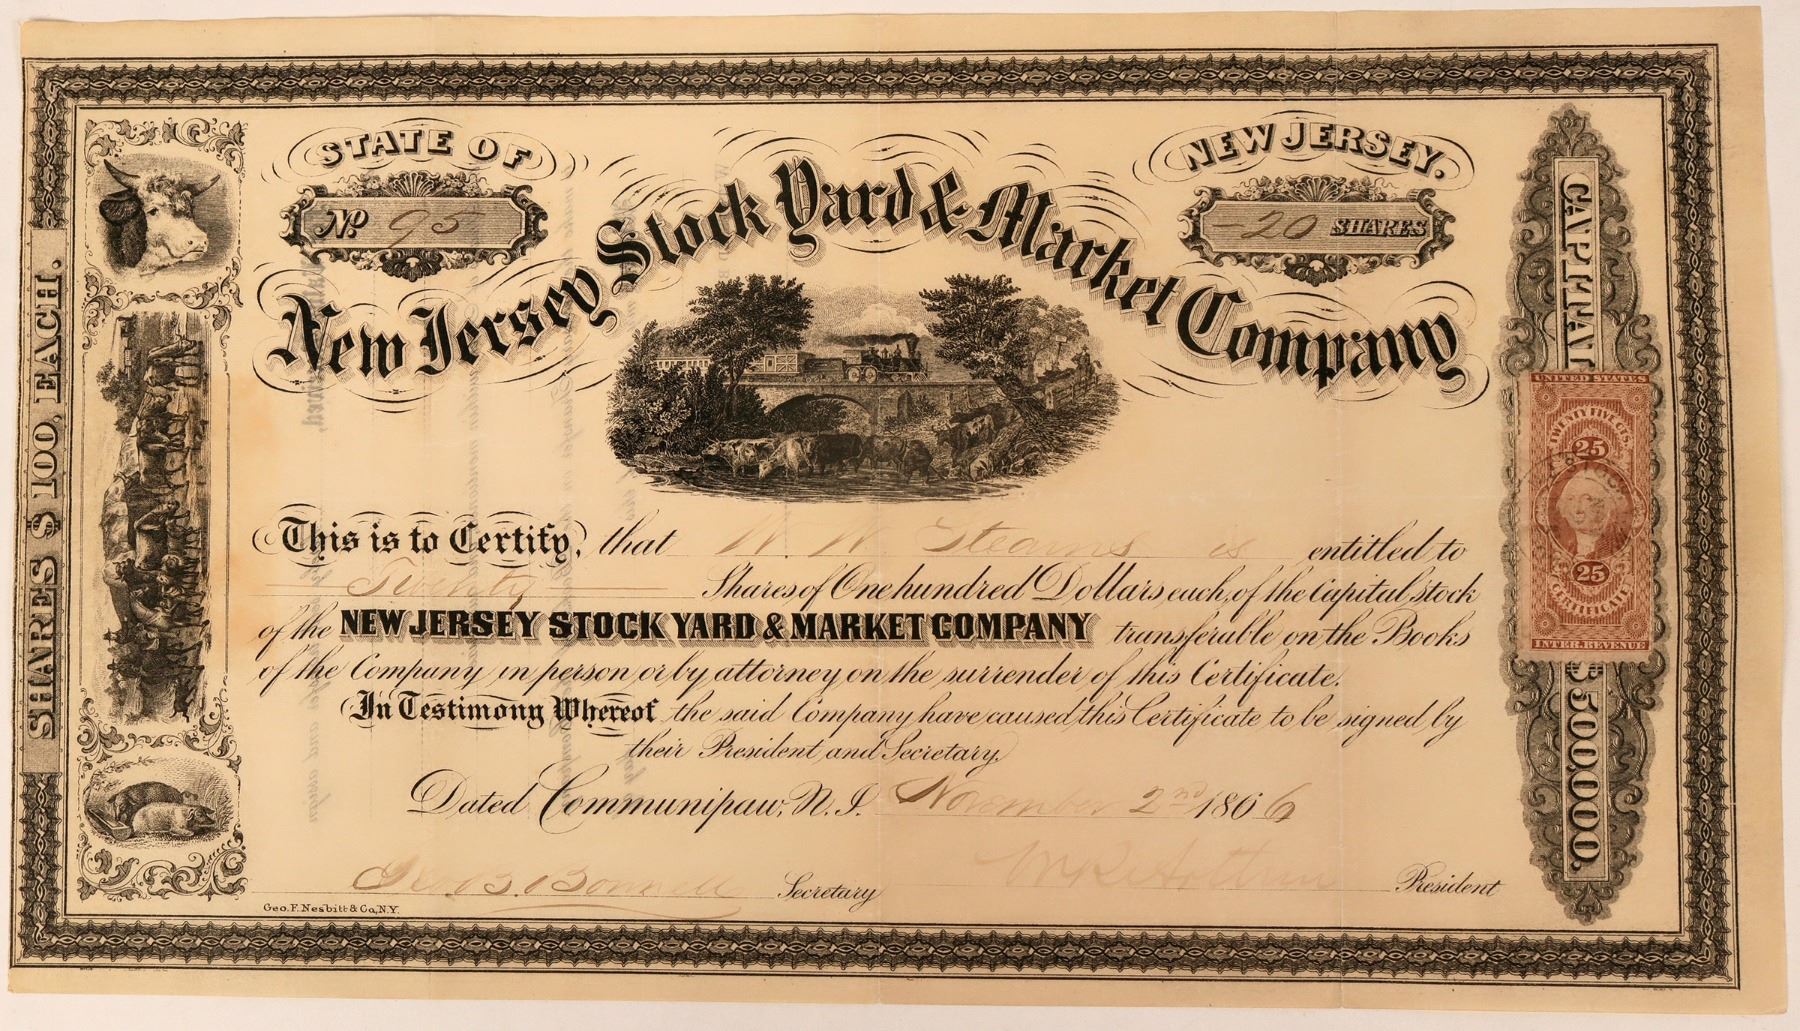 STATE OF
NEW JERSEY.
No 95
-20 SHARES
New Jersey Stock Yard & Market Company
SHARES $100, EACH.
CAPITAL
$500000.
UNITED STATES
TWENTY FIVE CTS.
25
25
CERTIFICATE
INTER. REVENUE
This is to Certify, that W. W. Stearns is entitled to
Twenty Shares of One hundred Dollars each, of the Capital stock
of the NEW JERSEY STOCK YARD & MARKET COMPANY transferable on the Books
of the Company in person or by attorney on the surrender of this Certificate.
In Testimony Whereof the said Company have caused this Certificate to be signed by
their President and Secretary,
Dated Communipaw, N. J. November 2nd 1866
Geo. B. Bonnell Secretary
President
Geo. F. Nesbitt & Co, N.Y.